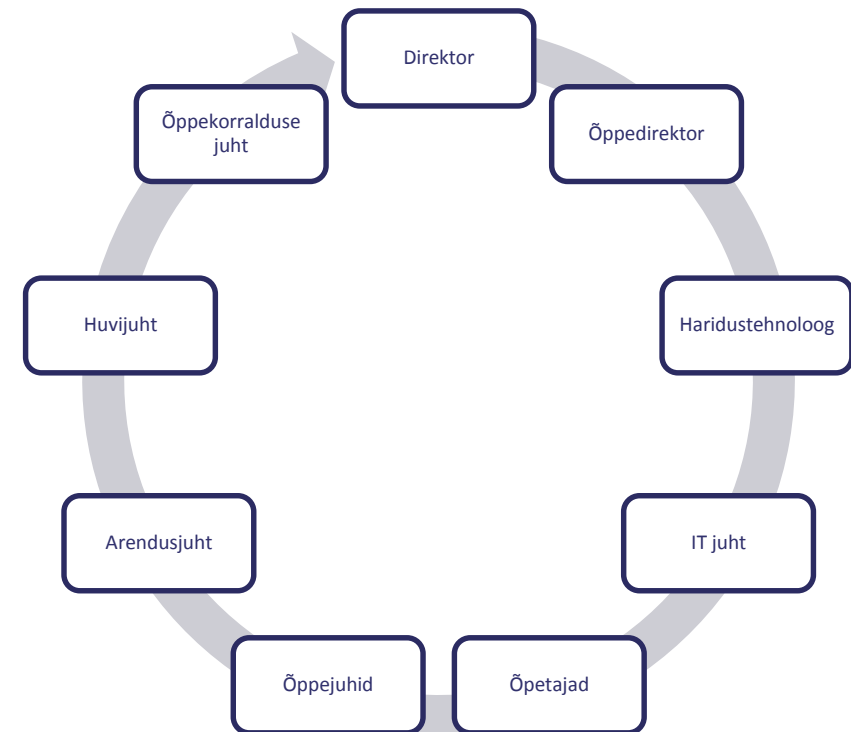 Direktor
Õppedirektor
Haridustehnoloog
IT juht
Õpetajad
Õppejuhid
Arendusjuht
Huvijuht
Õppekorralduse
juht